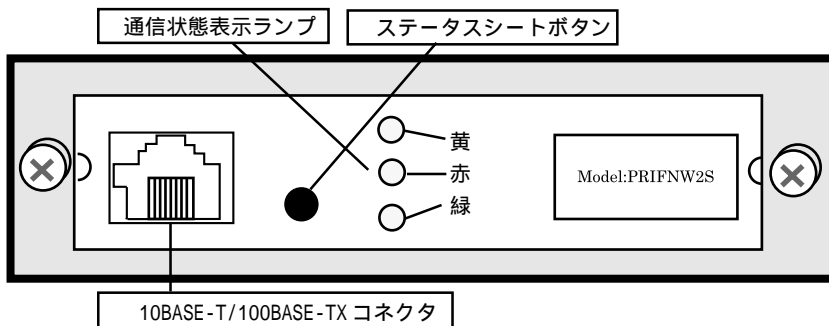 通信状態表示ランプ
ステータスシートボタン
黄
赤
緑
Model:PRIFNW2S
10BASE-T/100BASE-TX コネクタ